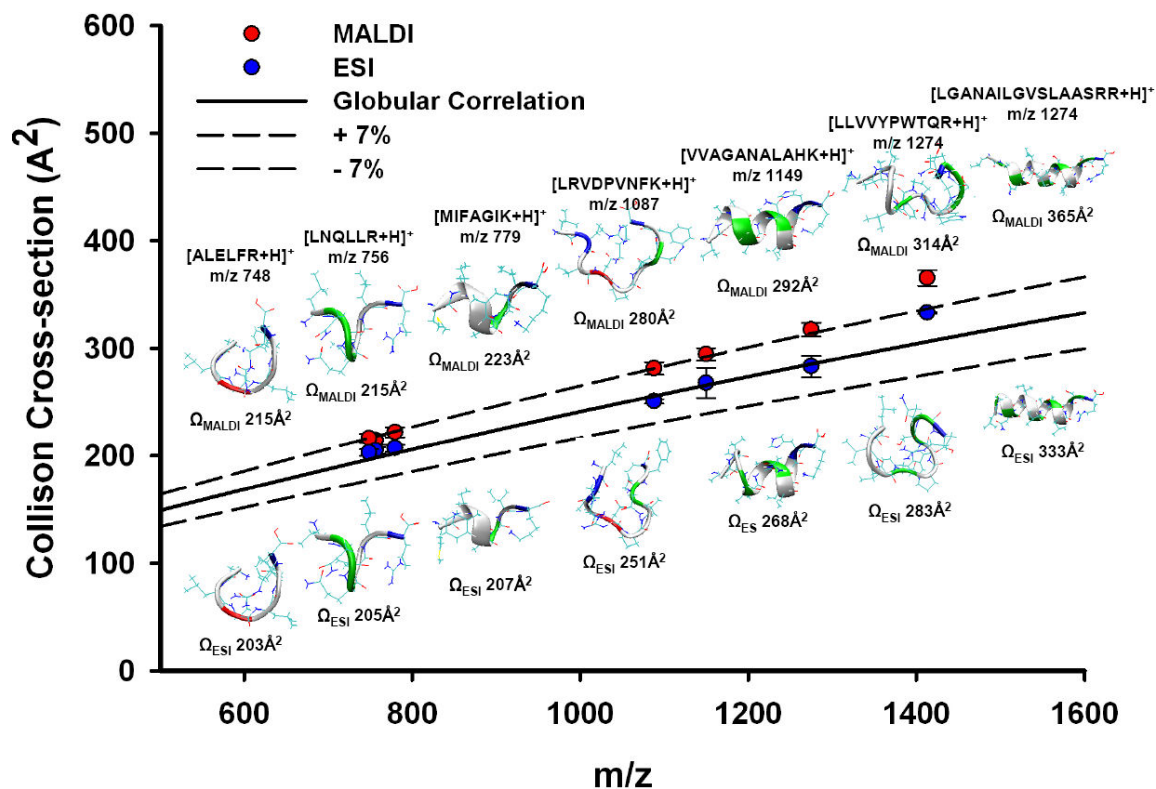 MALDI
ESI
Globular Correlation
+ 7%
- 7%
600
500
400
300
200
100
0
Collison Cross-section (A²)
600
800
1000
1200
1400
1600
m/z
[ALELFR+H]⁺
m/z 748
[LNQLLR+H]⁺
m/z 756
[MIFAGIK+H]⁺
m/z 779
[LRVDPVNFK+H]⁺
m/z 1087
[VVAGANALAHK+H]⁺
m/z 1149
[LLVVYPWTQR+H]⁺
m/z 1274
[LGANAILGVSLAASRR+H]⁺
m/z 1274
Ω_MALDI 215Å²
Ω_MALDI 215Å²
Ω_MALDI 223Å²
Ω_MALDI 280Å²
Ω_MALDI 292Å²
Ω_MALDI 314Å²
Ω_MALDI 365Å²
Ω_ESI 203Å²
Ω_ESI 205Å²
Ω_ESI 207Å²
Ω_ESI 251Å²
Ω_ES 268Å²
Ω_ESI 283Å²
Ω_ESI 333Å²